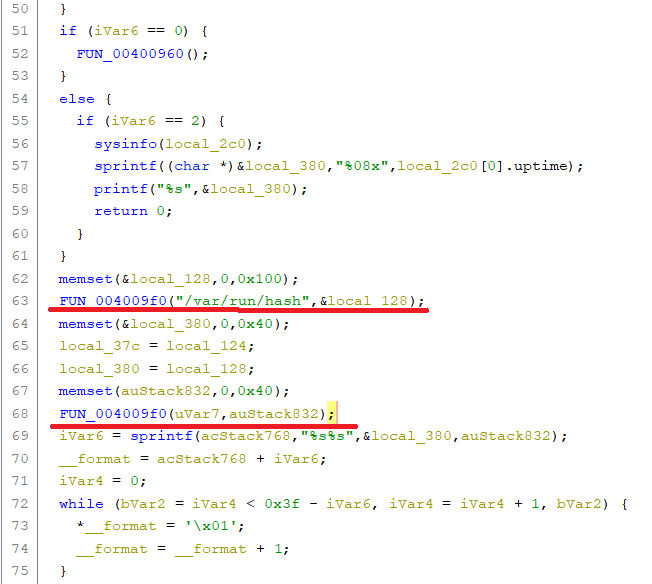 50 }
51 if (iVar6 == 0) {
52 FUN_00400960();
53 }
54 else {
55 if (iVar6 == 2) {
56 sysinfo(local_2c0);
57 sprintf((char *)&local_380,"%08x",local_2c0[0].uptime);
58 printf("%s",&local_380);
59 return 0;
60 }
61 }
62 memset(&local_128,0,0x100);
63 FUN_004009f0("/var/run/hash",&local_128);
64 memset(&local_380,0,0x40);
65 local_37c = local_124;
66 local_380 = local_128;
67 memset(auStack832,0,0x40);
68 FUN_004009f0(uVar7,auStack832);
69 iVar6 = sprintf(acStack768,"%s%s",&local_380,auStack832);
70 __format = acStack768 + iVar6;
71 iVar4 = 0;
72 while (bVar2 = iVar4 < 0x3f - iVar6, iVar4 = iVar4 + 1, bVar2) {
73 *__format = '\x01';
74 __format = __format + 1;
75 }